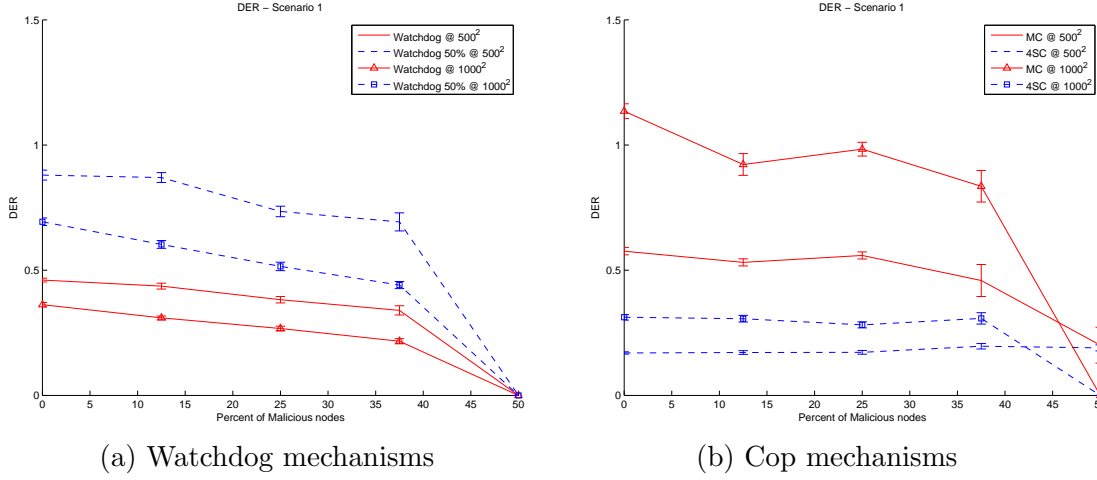 DER – Scenario 1
1.5
1
0.5
0
DER
0 5 10 15 20 25 30 35 40 45 50
Percent of Malicious nodes
Watchdog @ 500²
Watchdog 50% @ 500²
Watchdog @ 1000²
Watchdog 50% @ 1000²
(a) Watchdog mechanisms
DER – Scenario 1
1.5
1
0.5
0
DER
0 5 10 15 20 25 30 35 40 45 50
Percent of Malicious nodes
MC @ 500²
4SC @ 500²
MC @ 1000²
4SC @ 1000²
(b) Cop mechanisms